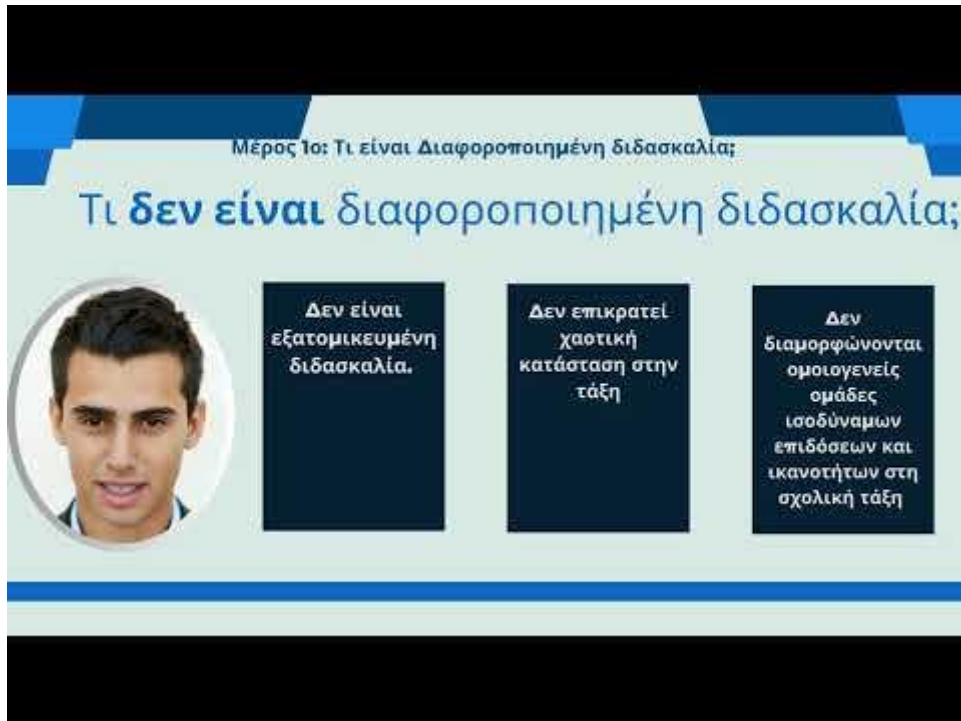 Μέρος 1ο: Τι είναι Διαφοροποιημένη διδασκαλία;
Τι δεν είναι διαφοροποιημένη διδασκαλία;
Δεν είναι
εξατομικευμένη
διδασκαλία.
Δεν επικρατεί
χαοτική
κατάσταση στην
τάξη
Δεν
διαμορφώνονται
ομοιογενείς
ομάδες
ισοδύναμων
επιδόσεων και
ικανοτήτων στη
σχολική τάξη